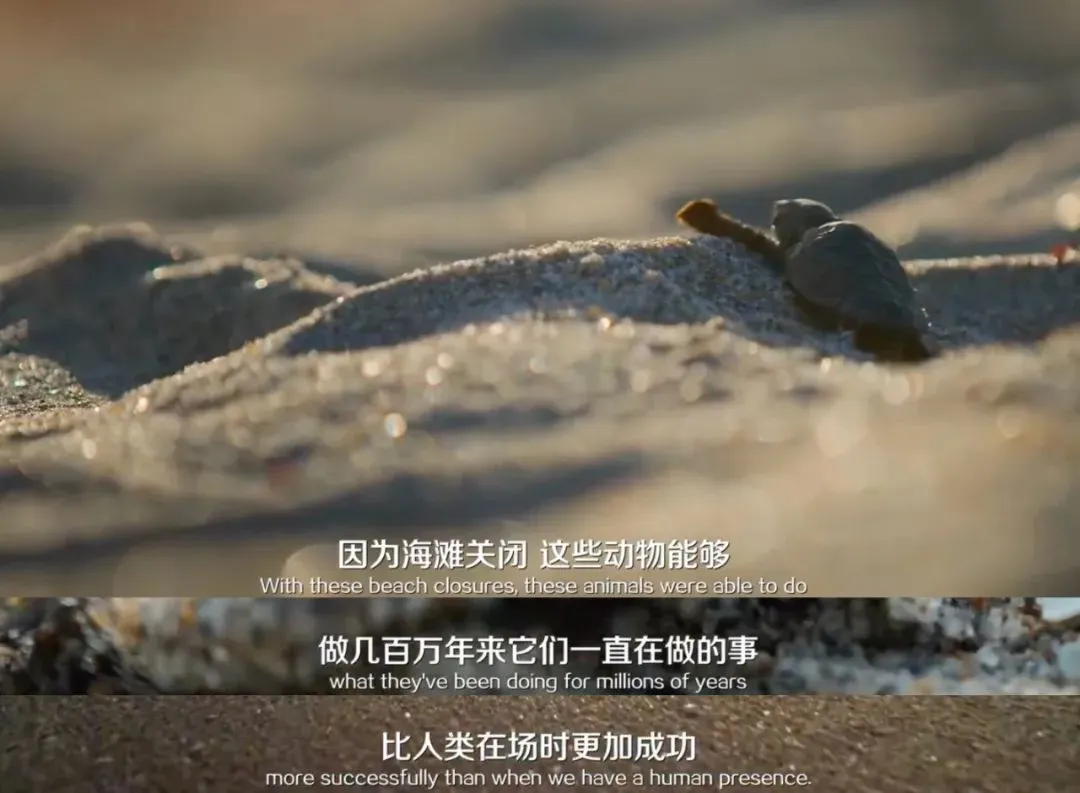 因为海滩关闭 这些动物能够
With these beach closures, these animals were able to do
做几百万年来它们一直在做的事
what they've been doing for millions of years
比人类在场时更加成功
more successfully than when we have a human presence.